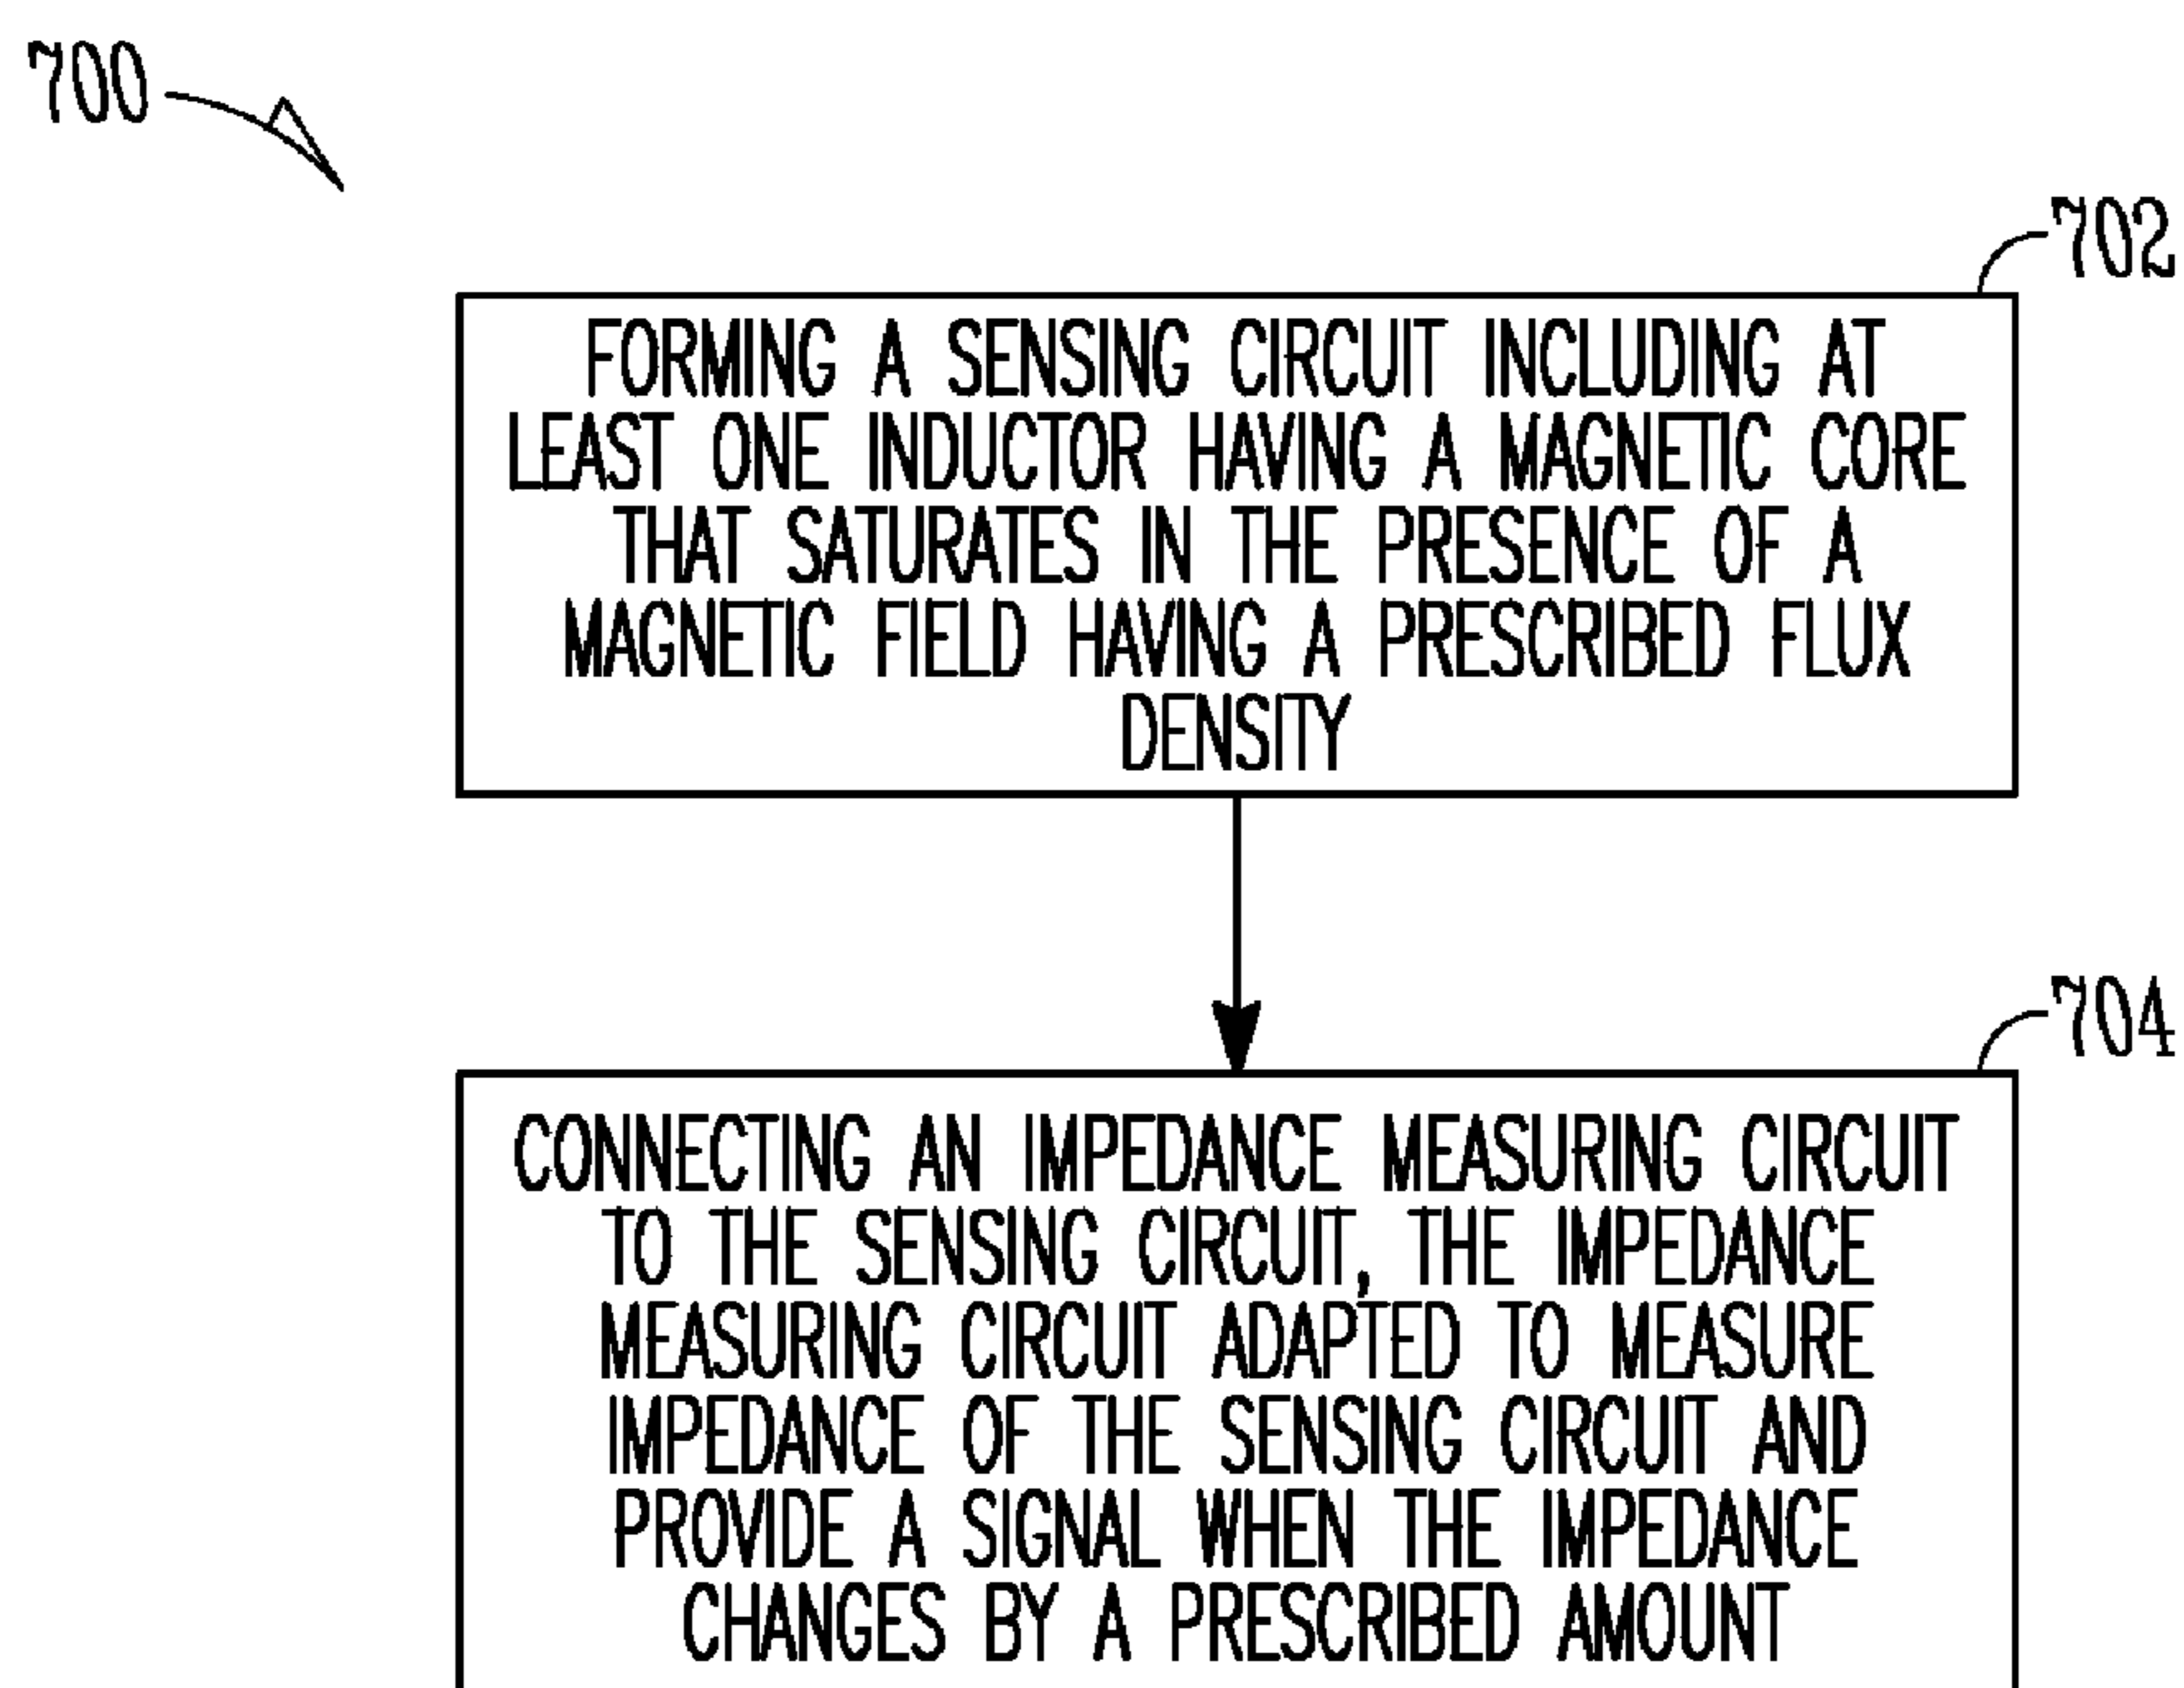 700
702
FORMING A SENSING CIRCUIT INCLUDING AT
LEAST ONE INDUCTOR HAVING A MAGNETIC CORE
THAT SATURATES IN THE PRESENCE OF A
MAGNETIC FIELD HAVING A PRESCRIBED FLUX
DENSITY
704
CONNECTING AN IMPEDANCE MEASURING CIRCUIT
TO THE SENSING CIRCUIT, THE IMPEDANCE
MEASURING CIRCUIT ADAPTED TO MEASURE
IMPEDANCE OF THE SENSING CIRCUIT AND
PROVIDE A SIGNAL WHEN THE IMPEDANCE
CHANGES BY A PRESCRIBED AMOUNT